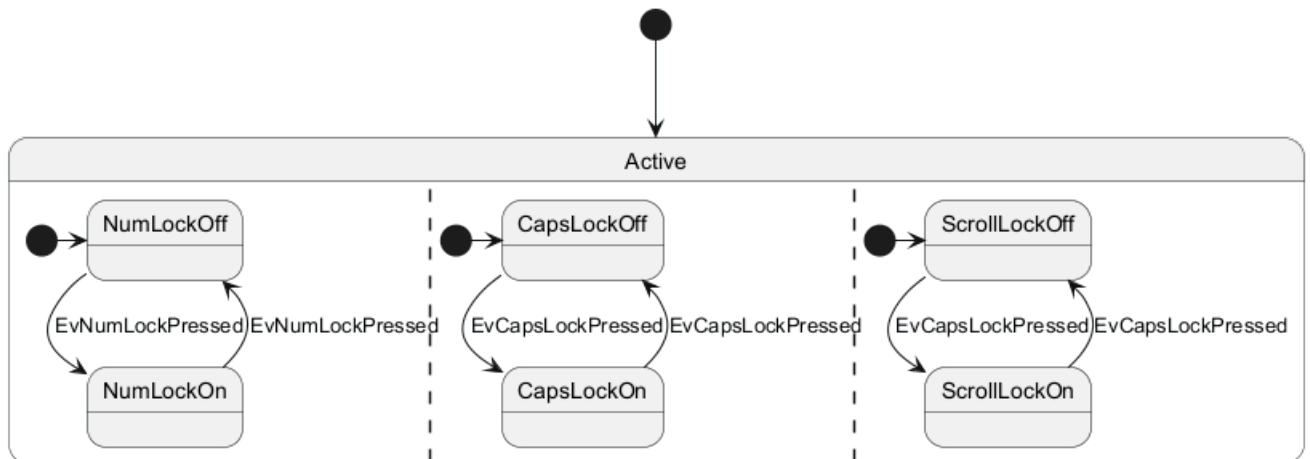 Active
NumLockOff
CapsLockOff
ScrollLockOff
EvNumLockPressed
EvNumLockPressed
EvCapsLockPressed
EvCapsLockPressed
EvCapsLockPressed
EvCapsLockPressed
NumLockOn
CapsLockOn
ScrollLockOn